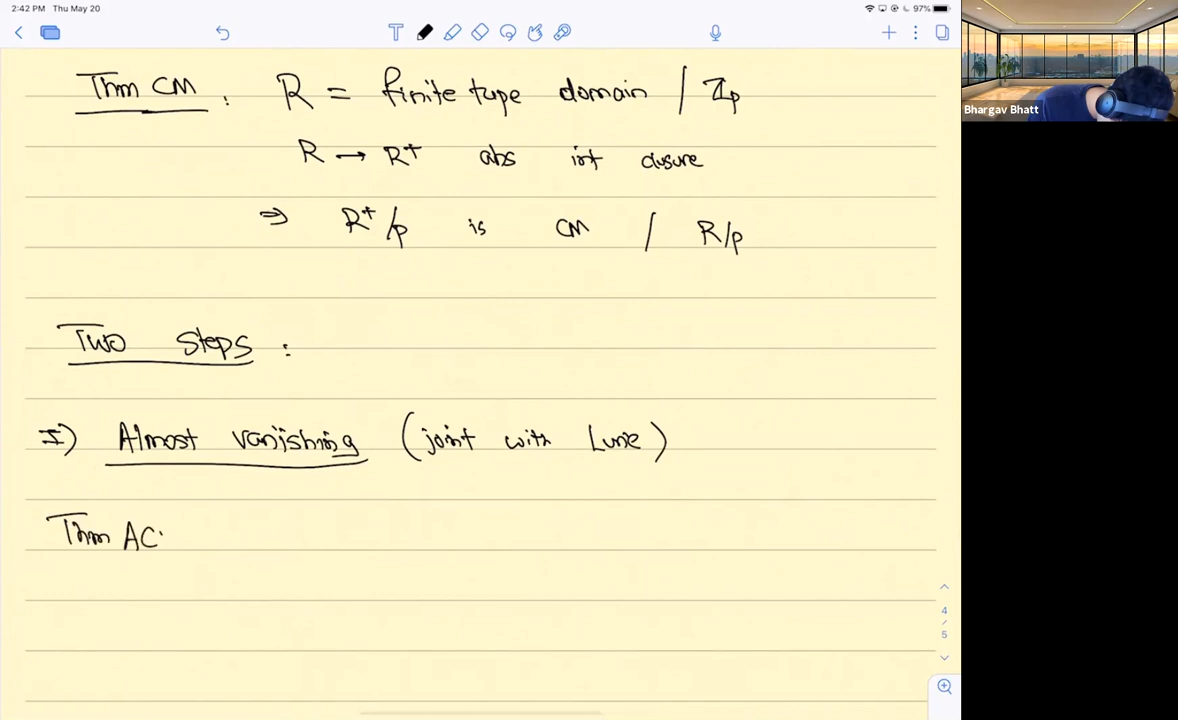 2:42 PM Thu May 20
97%
Thm CM : R = finite type domain / Zp
R → R⁺ abs int closure
⇒ R⁺/p is CM / R/p
Two Steps :
I) Almost vanishing (joint with Lurie)
Thm AC
4
/
5
Bhargav Bhatt